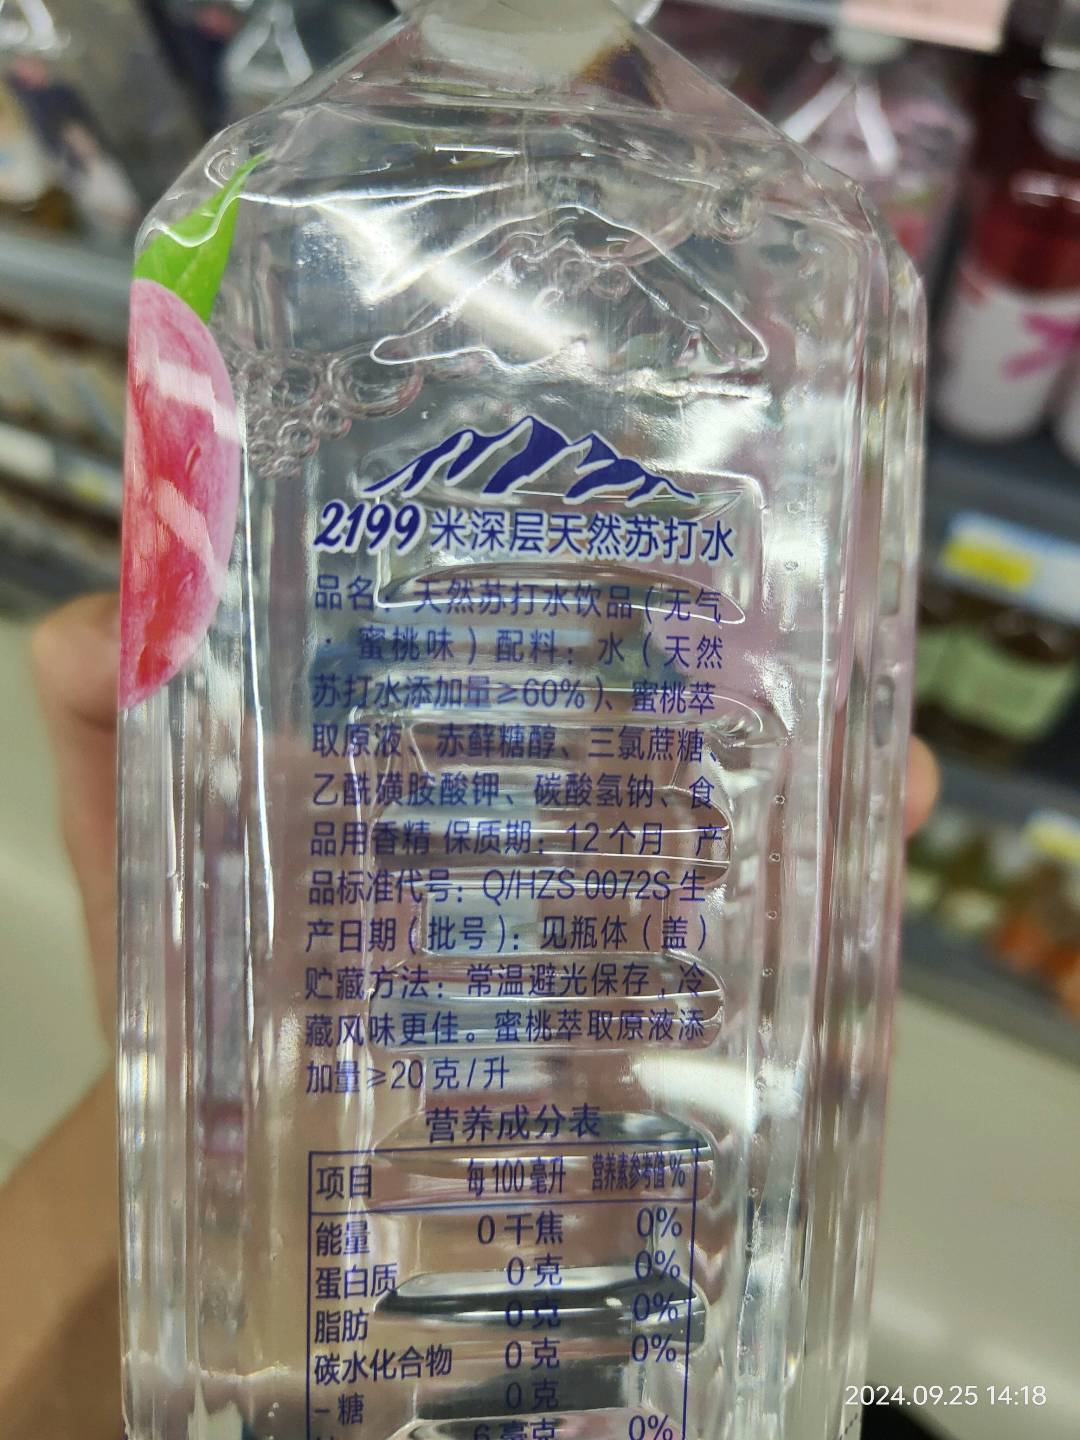 2199米深层天然苏打水
品名：天然苏打水饮品（无气
·蜜桃味）配料：水（天然
苏打水添加量≥60%）、蜜桃萃
取原液、赤藓糖醇、三氯蔗糖、
乙酰磺胺酸钾、碳酸氢钠、食
品用香精 保质期：12个月 产
品标准代号：Q/HZS 0072S 生
产日期（批号）：见瓶体（盖）
贮藏方法：常温避光保存，冷
藏风味更佳。蜜桃萃取原液添
加量≥20克/升
营养成分表
项目 每100毫升 营养素参考值%
能量 0千焦 0%
蛋白质 0克 0%
脂肪 0克 0%
碳水化合物 0克 0%
-糖 0克
6毫克 0%
2024.09.25 14:18